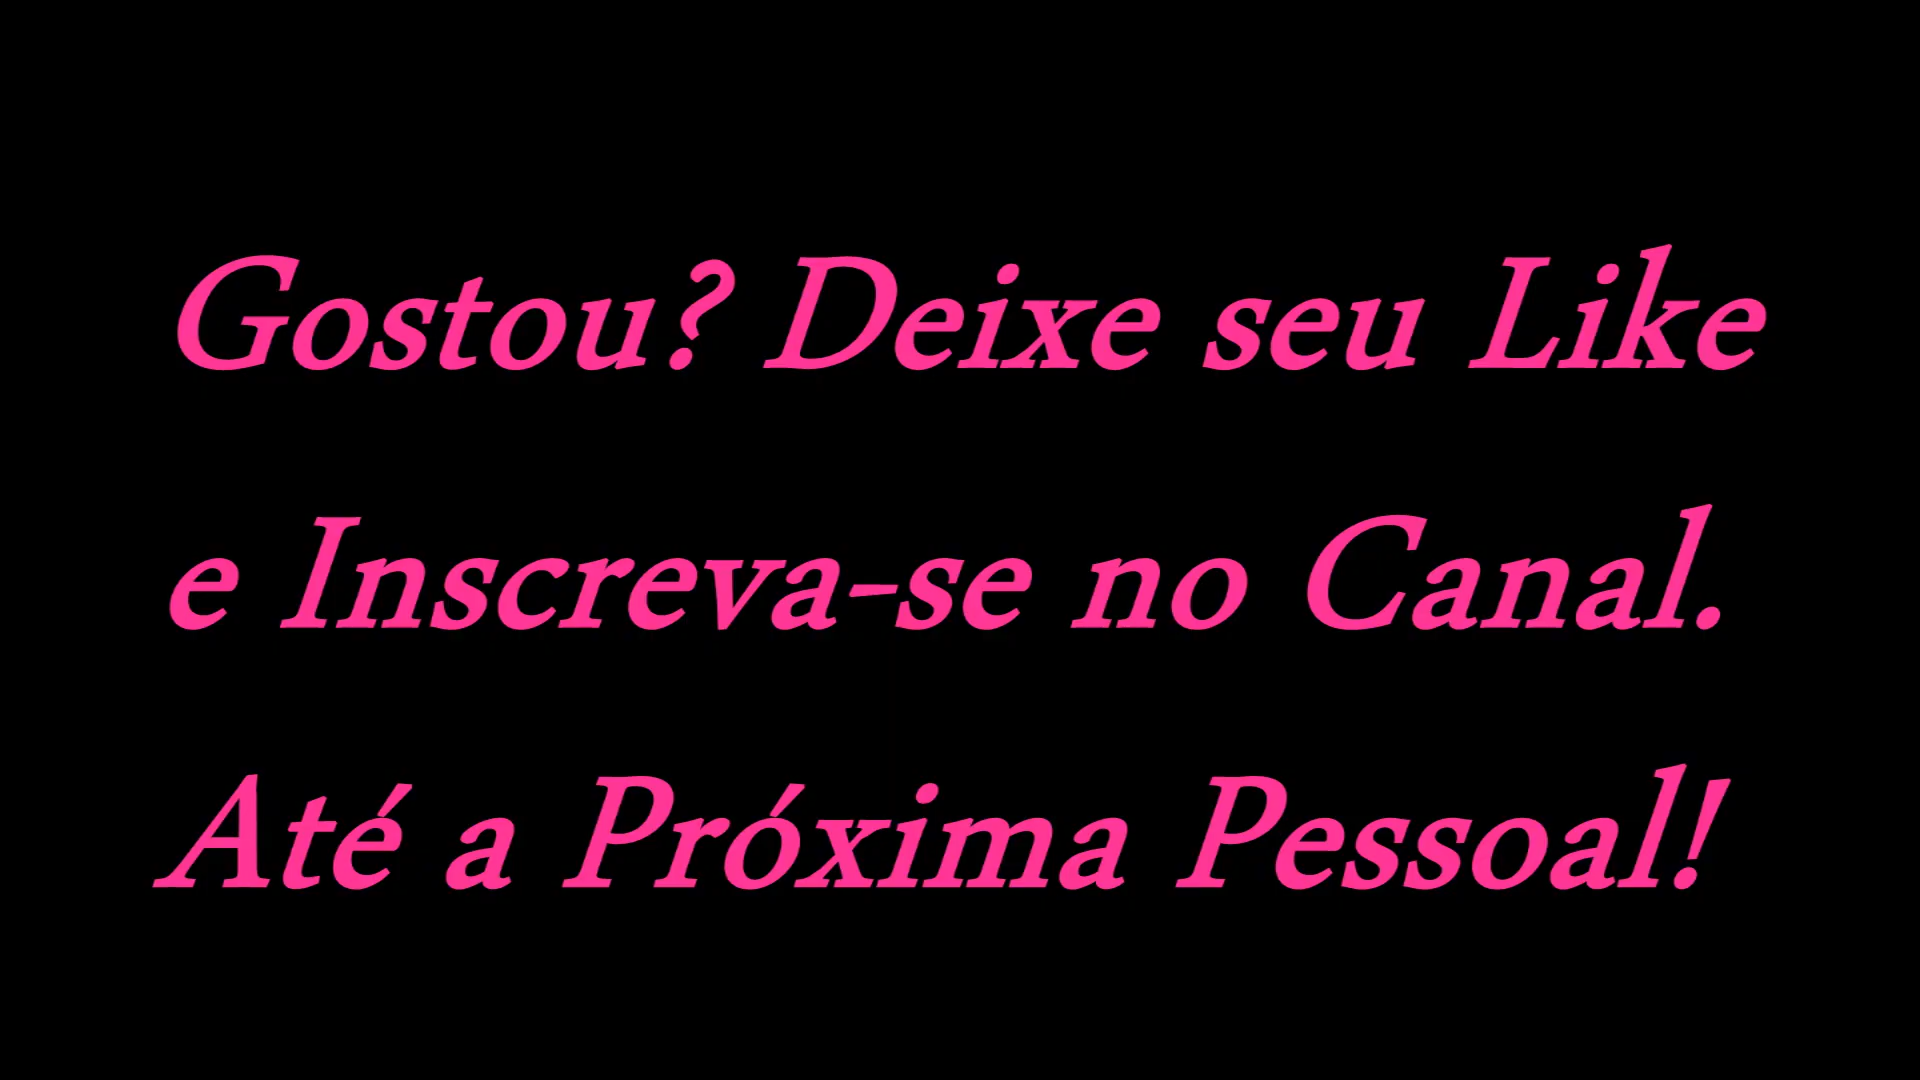 Gostou? Deixe seu Like
e Inscreva-se no Canal.
Até a Próxima Pessoal!